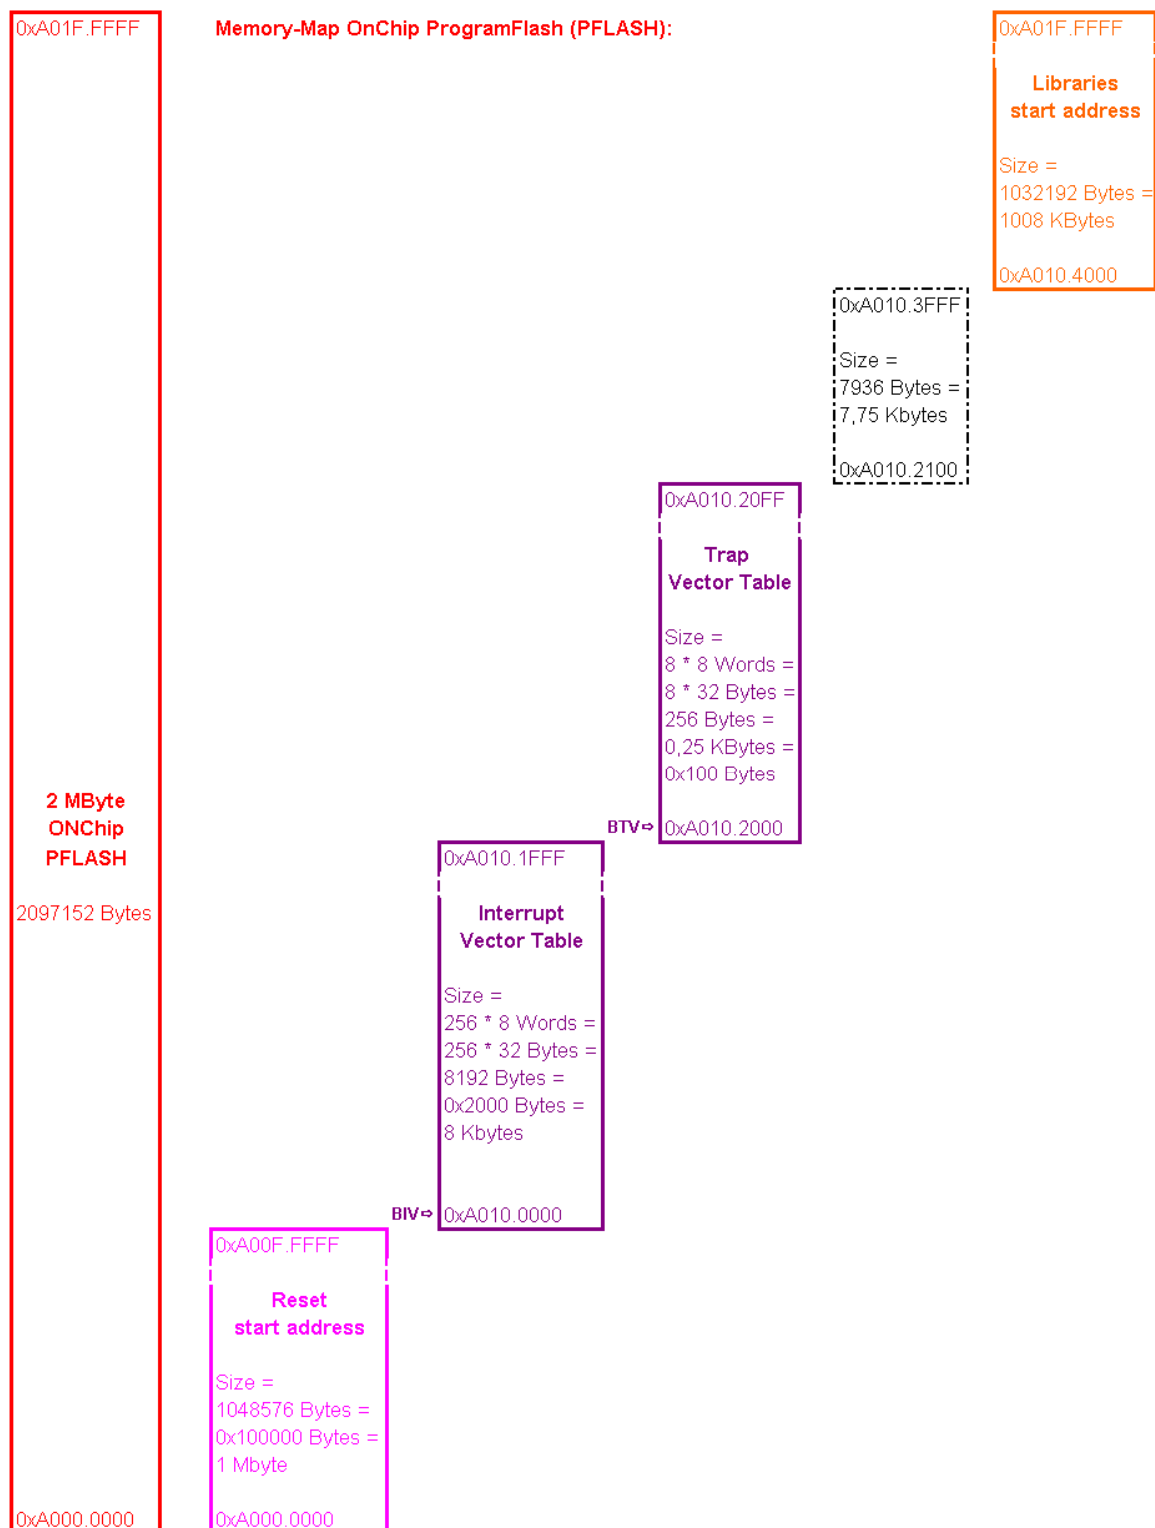 0xA01F.FFFF
Memory-Map OnChip ProgramFlash (PFLASH):
0xA01F.FFFF
Libraries
start address
Size =
1032192 Bytes =
1008 KBytes
0xA010.4000
0xA010.3FFF
Size =
7936 Bytes =
7,75 Kbytes
0xA010.2100
0xA010.20FF
Trap
Vector Table
Size =
8 * 8 Words =
8 * 32 Bytes =
256 Bytes =
0,25 KBytes =
0x100 Bytes
BTV⇨ 0xA010.2000
2 MByte
ONChip
PFLASH
2097152 Bytes
0xA010.1FFF
Interrupt
Vector Table
Size =
256 * 8 Words =
256 * 32 Bytes =
8192 Bytes =
0x2000 Bytes =
8 Kbytes
BIV⇨ 0xA010.0000
0xA00F.FFFF
Reset
start address
Size =
1048576 Bytes =
0x100000 Bytes =
1 Mbyte
0xA000.0000
0xA000.0000